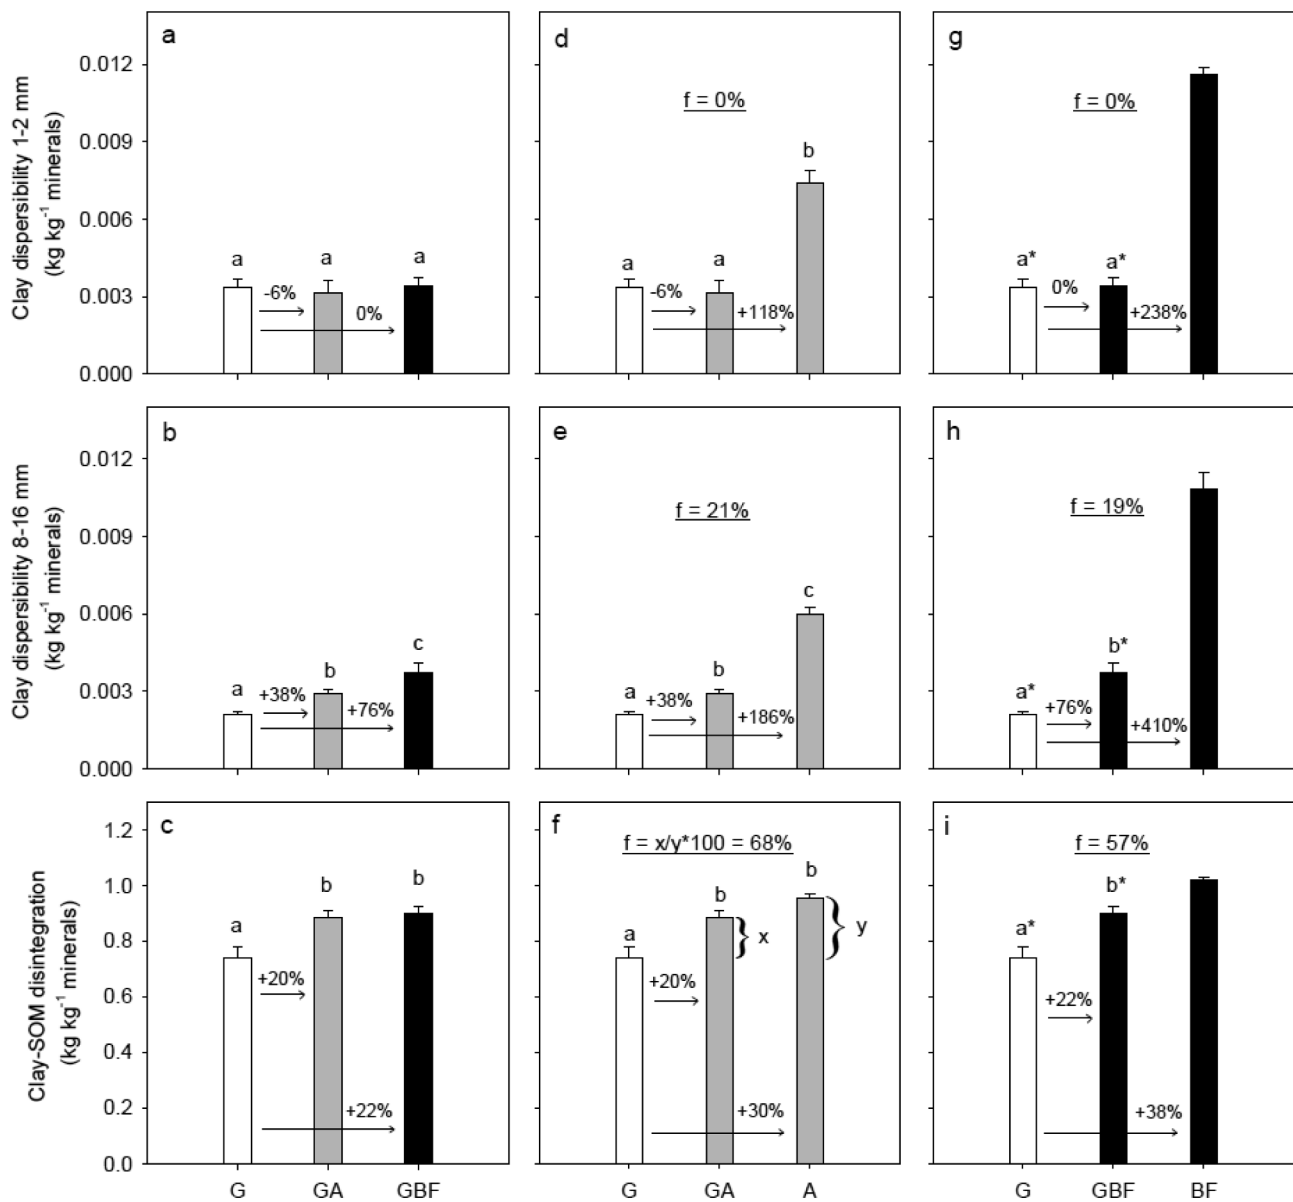 Clay dispersibility 1-2 mm
(kg kg-1 minerals)
0.012
0.009
0.006
0.003
0.000
a
a
a
a
-6%
0%
d
f = 0%
a
a
b
-6%
+118%
g
f = 0%
a*
a*
0%
+238%
Clay dispersibility 8-16 mm
(kg kg-1 minerals)
0.012
0.009
0.006
0.003
0.000
b
a
b
c
+38%
+76%
e
f = 21%
a
b
c
+38%
+186%
h
f = 19%
a*
b*
+76%
+410%
Clay-SOM disintegration
(kg kg-1 minerals)
1.2
1.0
0.8
0.6
0.4
0.2
0.0
c
a
b
b
+20%
+22%
G
GA
GBF
f
f = x/y*100 = 68%
a
b
b
x
y
+20%
+30%
G
GA
A
i
f = 57%
a*
b*
+22%
+38%
G
GBF
BF